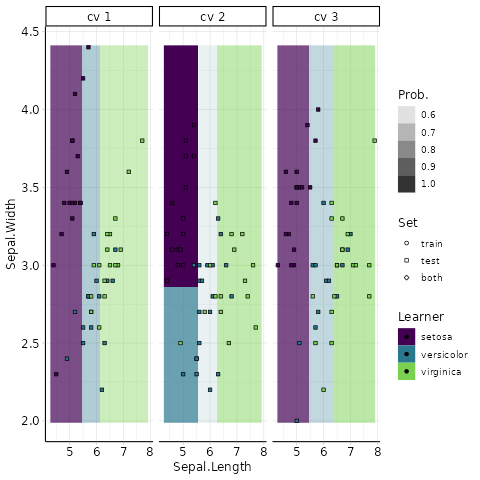 cv 1 cv 2 cv 3
4.5
4.0
3.5
3.0
2.5
2.0
Sepal.Width
5 6 7 8 5 6 7 8 5 6 7 8
Sepal.Length
Prob.
0.6
0.7
0.8
0.9
1.0
Set
train
test
both
Learner
setosa
versicolor
virginica